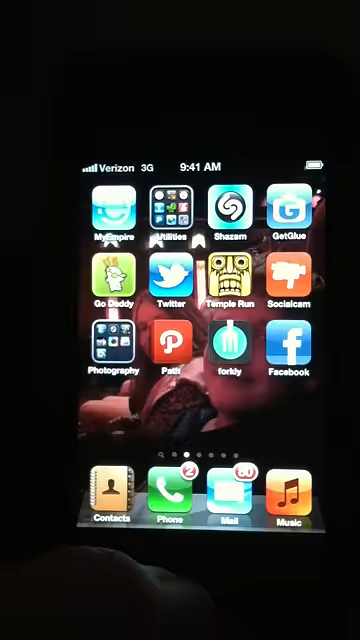 Verizon 3G 9:41 AM
MyEmpire Utilities Shazam GetGlue
Go Daddy Twitter Temple Run Socialcam
Photography Path forkly Facebook
2 60
Contacts Phone Mail Music